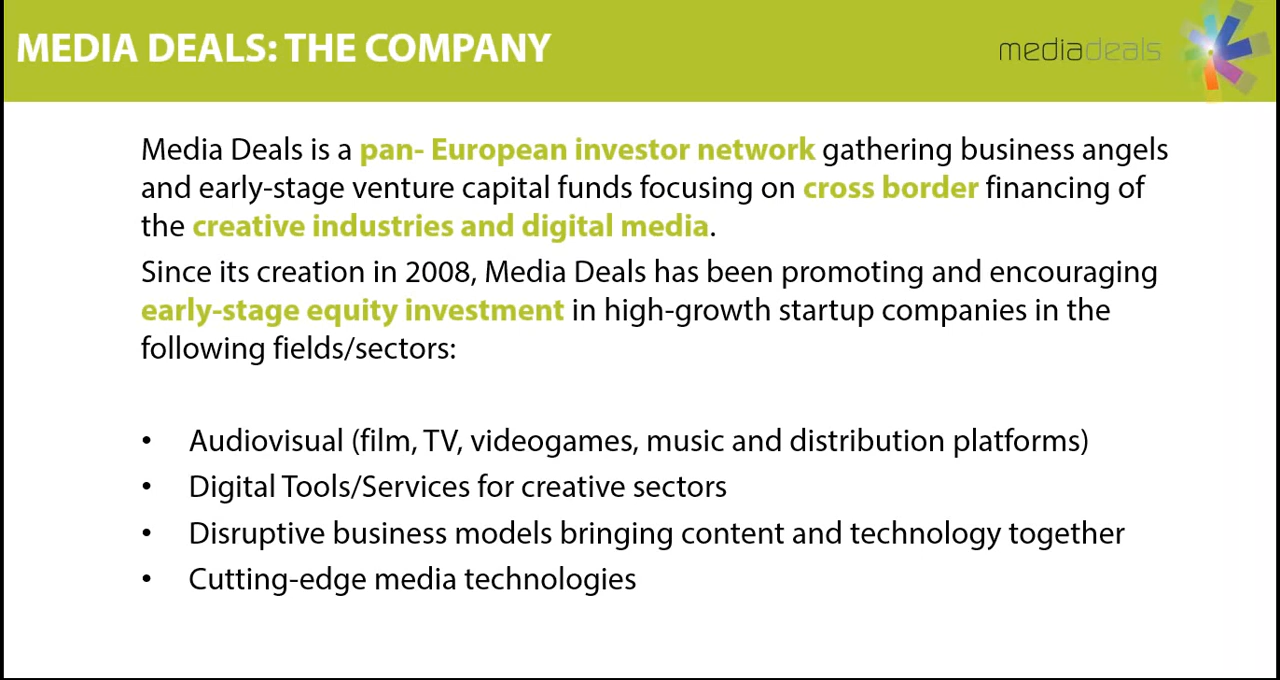 MEDIA DEALS: THE COMPANY
mediadeals
Media Deals is a pan- European investor network gathering business angels
and early-stage venture capital funds focusing on cross border financing of
the creative industries and digital media.
Since its creation in 2008, Media Deals has been promoting and encouraging
early-stage equity investment in high-growth startup companies in the
following fields/sectors:
• Audiovisual (film, TV, videogames, music and distribution platforms)
• Digital Tools/Services for creative sectors
• Disruptive business models bringing content and technology together
• Cutting-edge media technologies